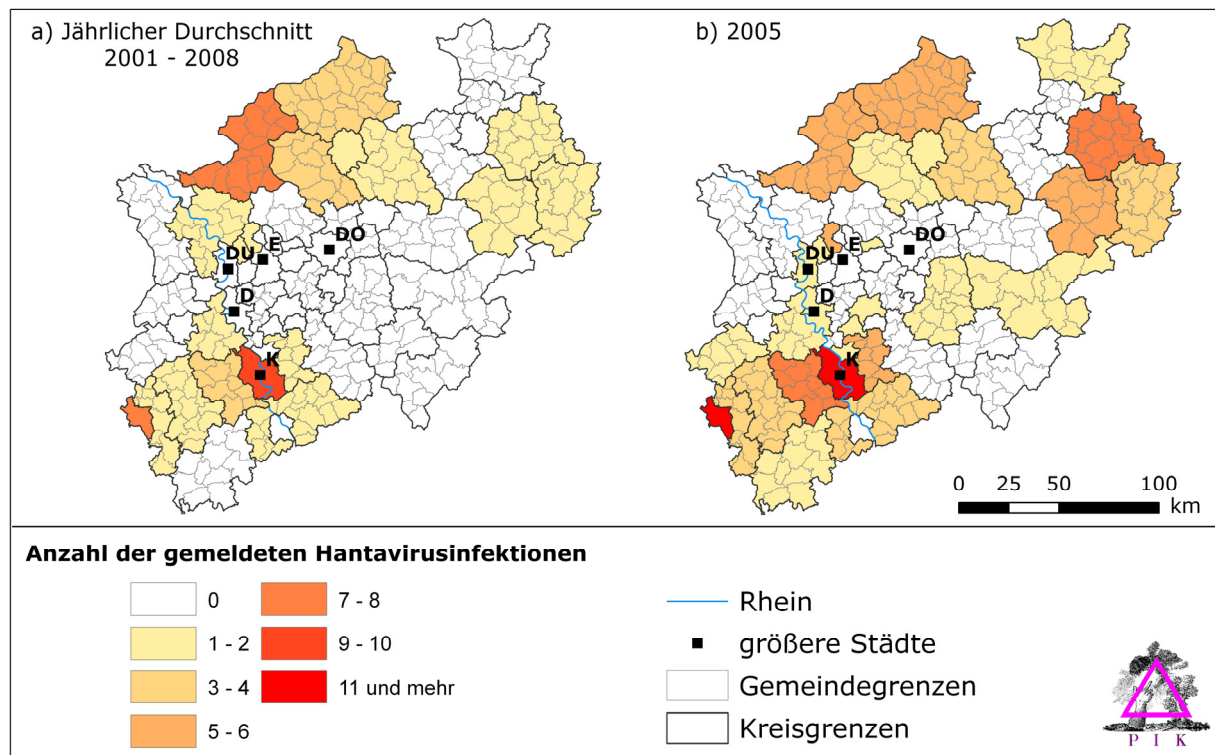 a) Jährlicher Durchschnitt
2001 - 2008
b) 2005
DU
E
DO
D
K
DU
E
DO
D
K
0 25 50 100
km
Anzahl der gemeldeten Hantavirusinfektionen
0
1 - 2
3 - 4
5 - 6
7 - 8
9 - 10
11 und mehr
Rhein
größere Städte
Gemeindegrenzen
Kreisgrenzen
P I K